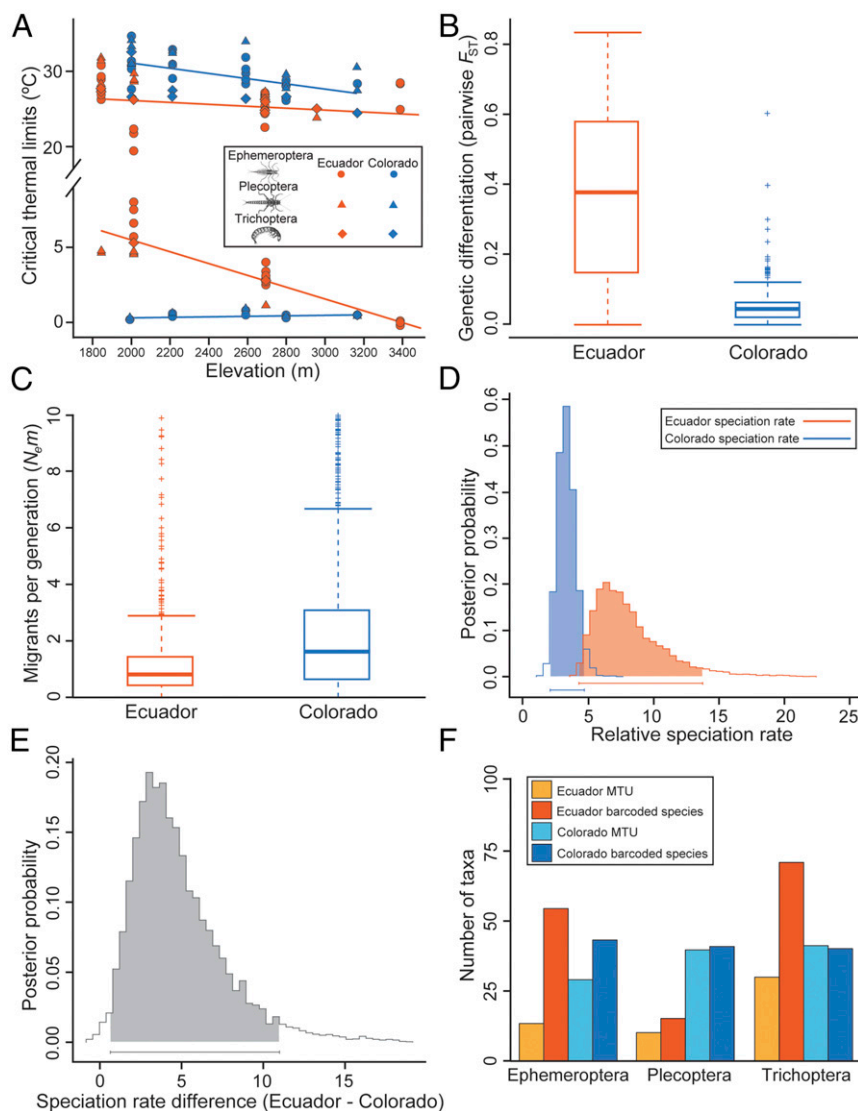 A
Critical thermal limits (ºC)
30
20
5
0
1800 2000 2200 2400 2600 2800 3000 3200 3400
Elevation (m)
Ecuador Colorado
Ephemeroptera
Plecoptera
Trichoptera
B
Genetic differentiation (pairwise FST)
0.8
0.6
0.4
0.2
0.0
Ecuador Colorado
C
Migrants per generation (Nem)
10
8
6
4
2
0
Ecuador Colorado
D
Posterior probability
0.6
0.5
0.4
0.3
0.2
0.1
0.0
Ecuador speciation rate
Colorado speciation rate
0 5 10 15 20 25
Relative speciation rate
E
Posterior probability
0.20
0.15
0.10
0.05
0.00
0 5 10 15
Speciation rate difference (Ecuador - Colorado)
F
Number of taxa
100
75
50
25
0
Ecuador MTU
Ecuador barcoded species
Colorado MTU
Colorado barcoded species
Ephemeroptera Plecoptera Trichoptera